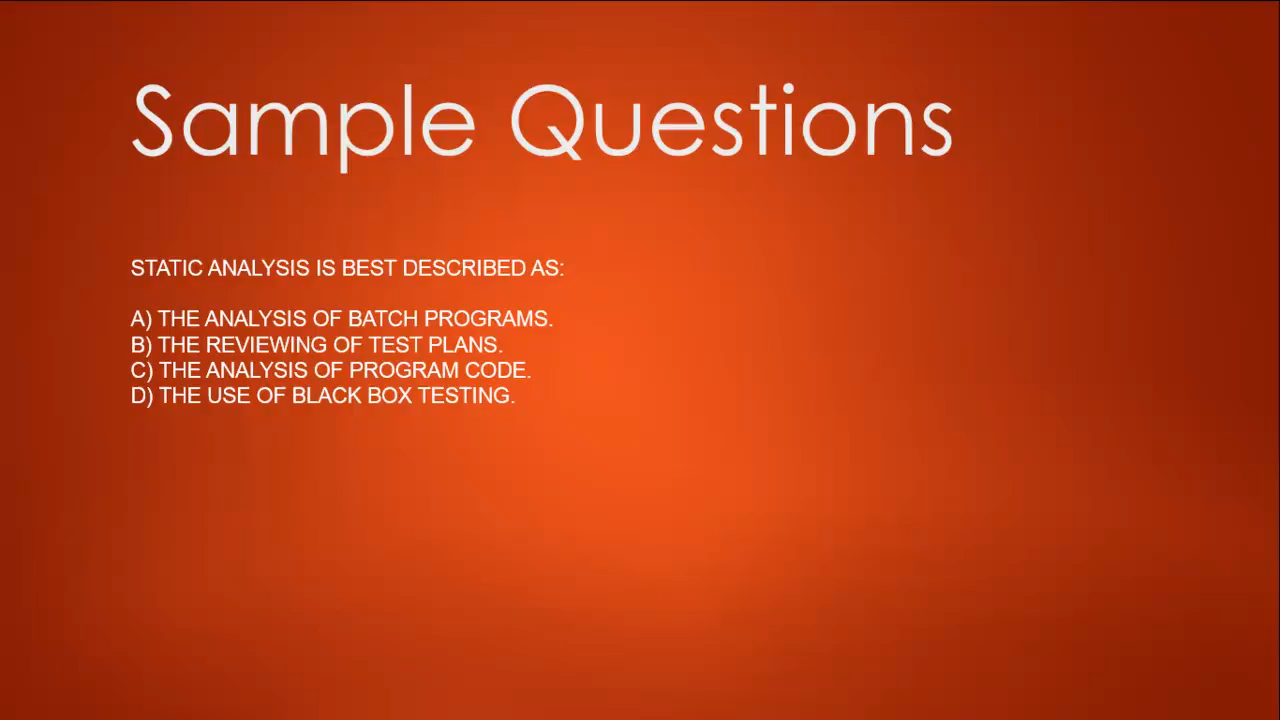 Sample Questions
STATIC ANALYSIS IS BEST DESCRIBED AS:
A) THE ANALYSIS OF BATCH PROGRAMS.
B) THE REVIEWING OF TEST PLANS.
C) THE ANALYSIS OF PROGRAM CODE.
D) THE USE OF BLACK BOX TESTING.